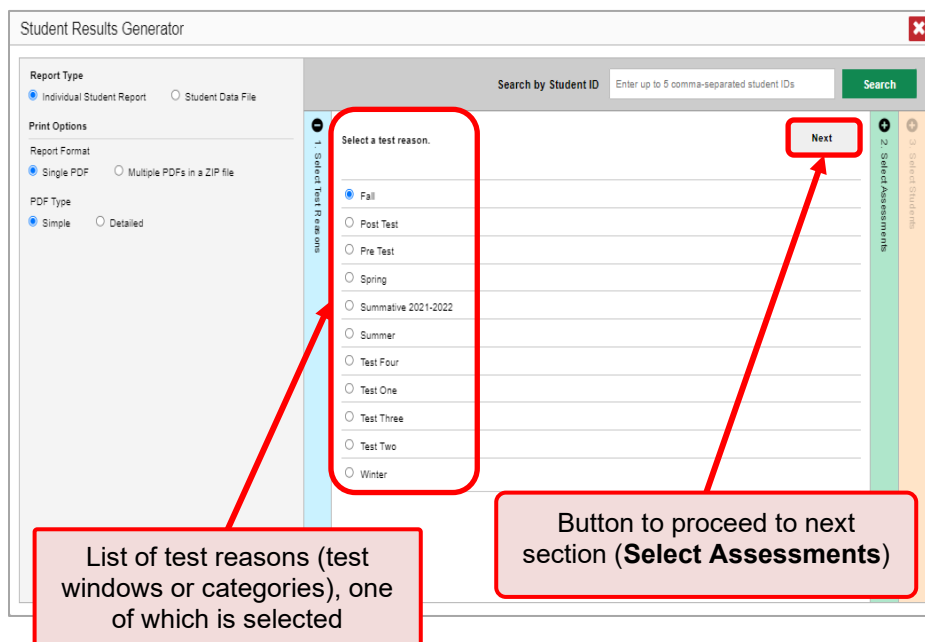 Student Results Generator
Report Type
Individual Student Report
Student Data File
Print Options
Report Format
Single PDF
Multiple PDFs in a ZIP file
PDF Type
Simple
Detailed
Search by Student ID
Enter up to 5 comma-separated student IDs
Search
1. Select Test Reasons
Select a test reason.
Next
Fall
Post Test
Pre Test
Spring
Summative 2021-2022
Summer
Test Four
Test One
Test Three
Test Two
Winter
2. Select Assessments
3. Select Students
List of test reasons (test
windows or categories), one
of which is selected
Button to proceed to next
section (Select Assessments)